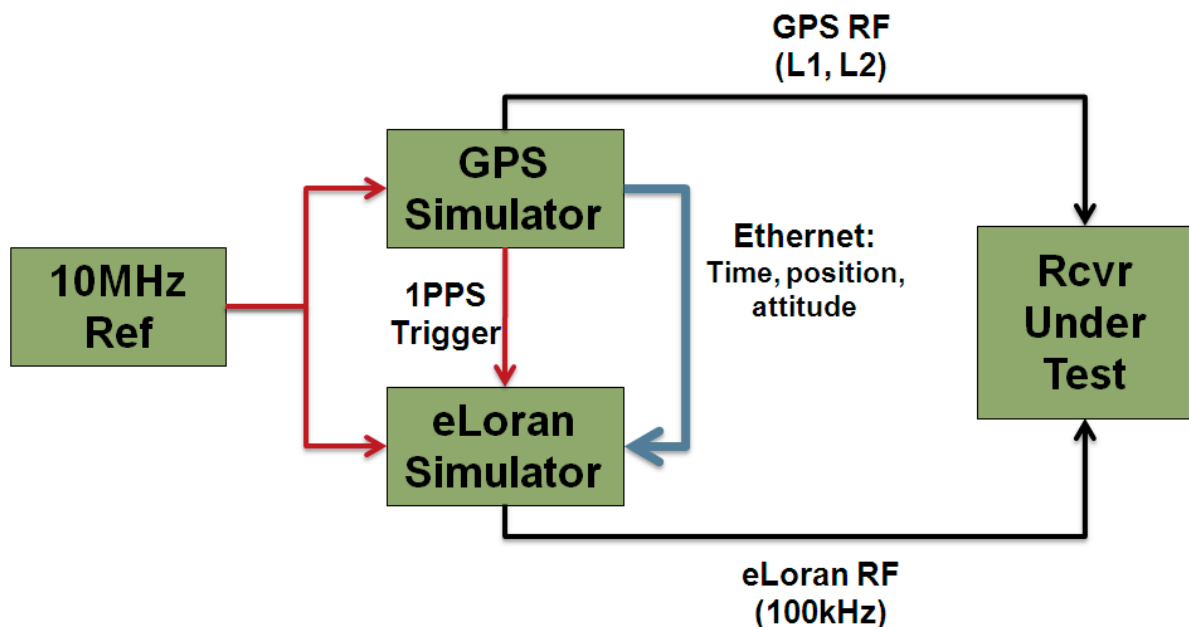 GPS RF
(L1, L2)
GPS
Simulator
10MHz
Ref
1PPS
Trigger
Ethernet:
Time, position,
attitude
Rcvr
Under
Test
eLoran
Simulator
eLoran RF
(100kHz)